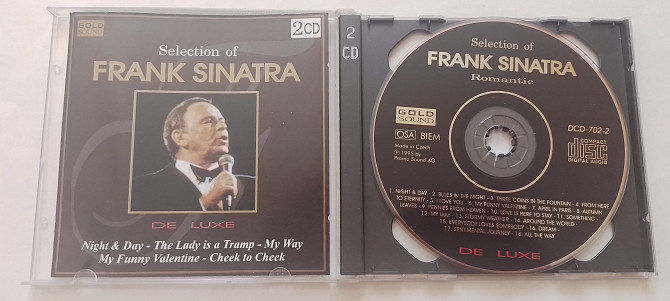 GOLD
SOUND
2CD
Selection of
FRANK SINATRA
DE LUXE
Night & Day - The Lady is a Tramp - My Way
My Funny Valentine - Cheek to Cheek
2
CD
Selection of
FRANK SINATRA
Romantic
GOLD
SOUND
OSA BIEM
Made in Czech
℗ 1995 by
Promo Sound AG
DCD-702-2
COMPACT
disc
DIGITAL AUDIO
1. NIGHT & DAY - 2. BLUES IN THE NIGHT - 3. THREE COINS IN THE FOUNTAIN - 4. FROM HERE
TO ETERNITY - 5. I LOVE YOU - 6. MY FUNNY VALENTINE - 7. APRIL IN PARIS - 8. AUTUMN
LEAVES - 9. PENNIES FROM HEAVEN - 10. LOVE IS HERE TO STAY - 11. SOMETHING -
12. MY WAY - 13. STORMY WEATHER - 14. AROUND THE WORLD -
15. EVERYBODY LOVES SOMEBODY - 16. DREAM -
17. SENTIMENTAL JOURNEY - 18. ALL THE WAY
DE LUXE